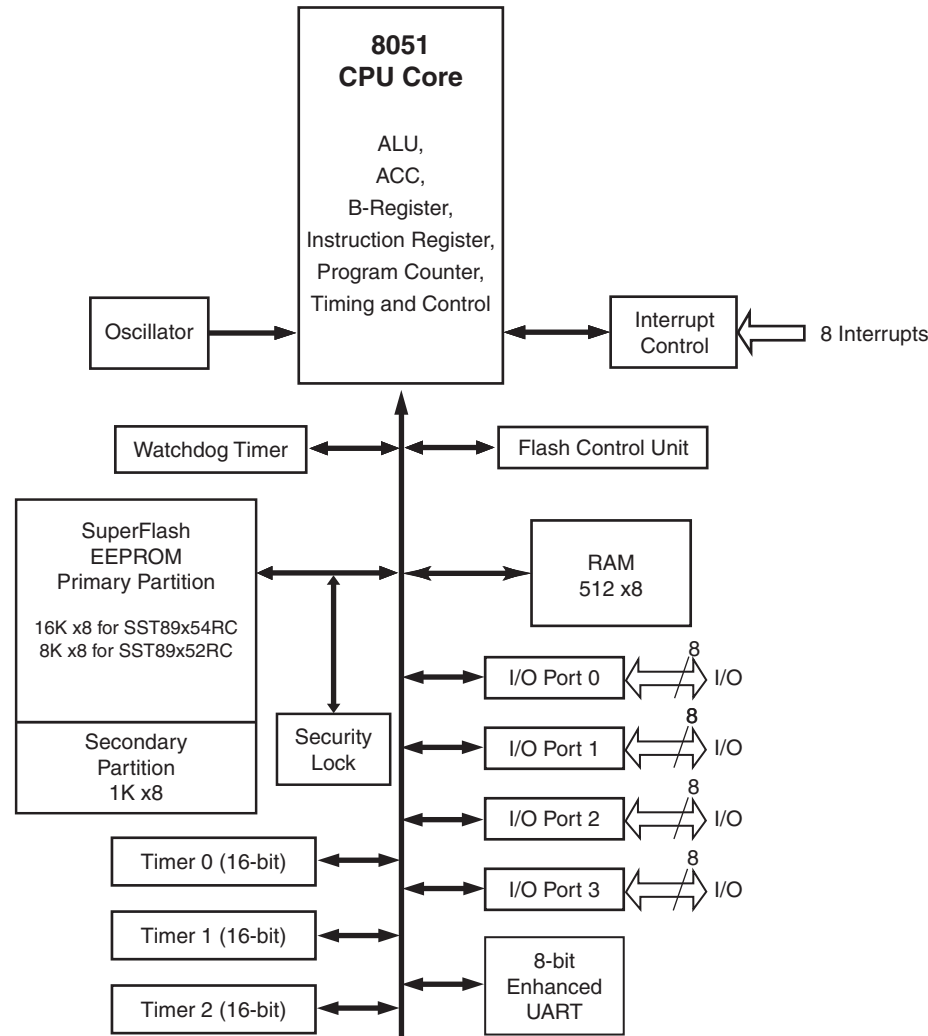 8051
CPU Core
ALU,
ACC,
B-Register,
Instruction Register,
Program Counter,
Timing and Control
Oscillator
Interrupt
Control
8 Interrupts
Watchdog Timer
Flash Control Unit
SuperFlash
EEPROM
Primary Partition
16K x8 for SST89x54RC
8K x8 for SST89x52RC
RAM
512 x8
Security
Lock
Secondary
Partition
1K x8
8
I/O Port 0
I/O
8
I/O Port 1
I/O
8
I/O Port 2
I/O
8
I/O Port 3
I/O
Timer 0 (16-bit)
Timer 1 (16-bit)
Timer 2 (16-bit)
8-bit
Enhanced
UART